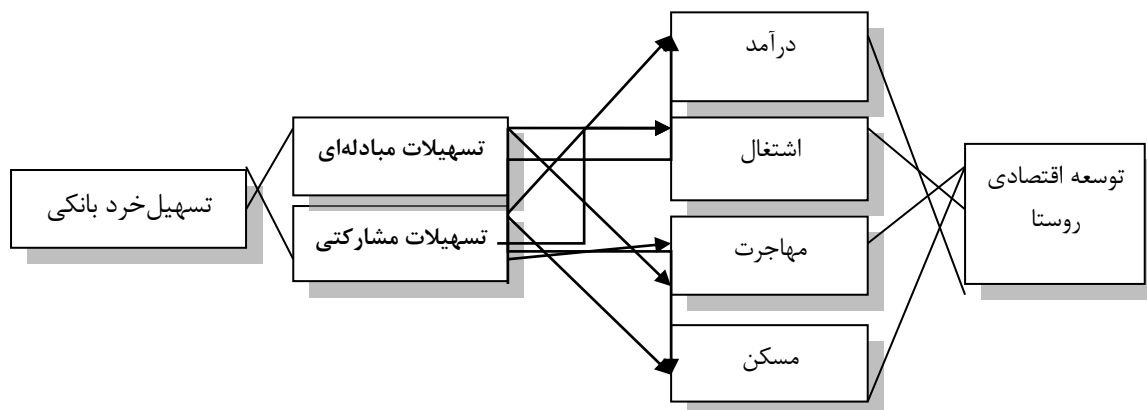 درآمد
تسهیلات مبادله‌ای
اشتغال
توسعه اقتصادی
روستا
تسهیل‌خرد بانکی
تسهیلات مشارکتی
مهاجرت
مسکن